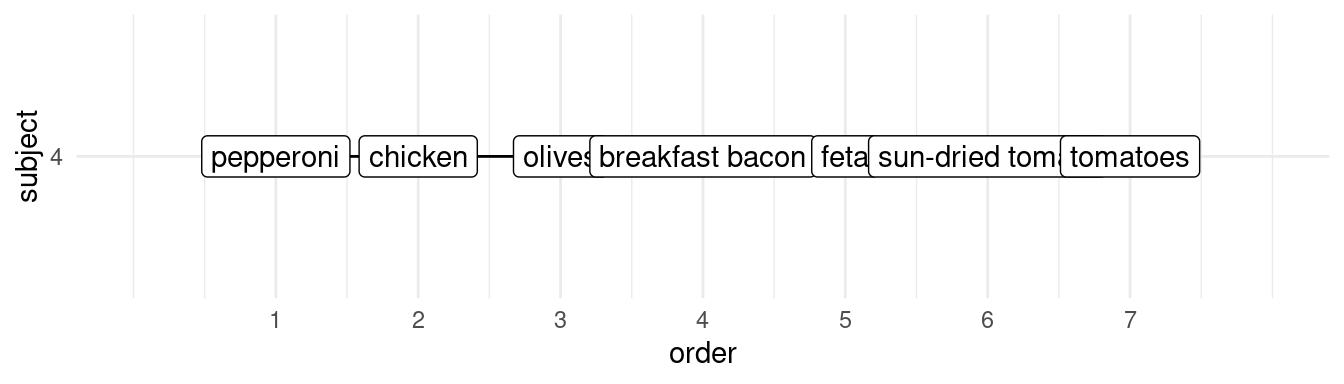 subject
4
pepperoni chicken olives breakfast bacon feta sun-dried toma tomatoes
1 2 3 4 5 6 7
order